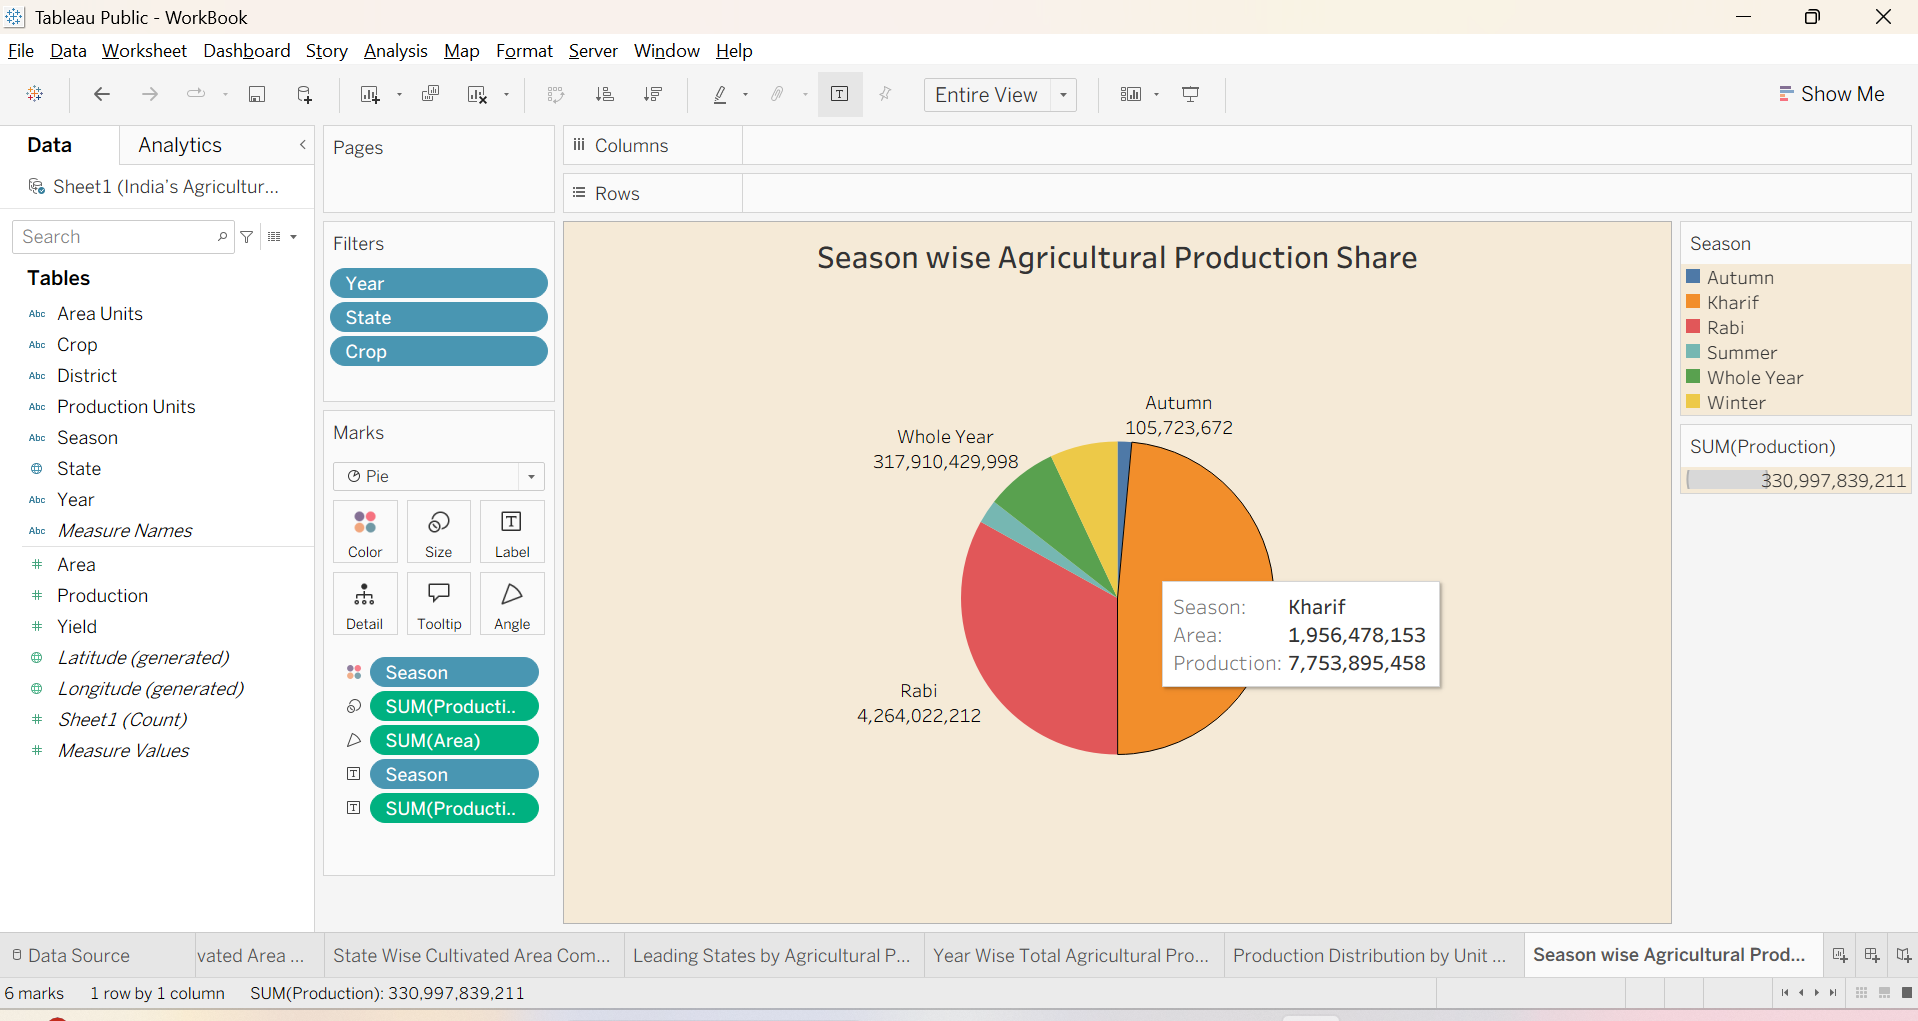 Tableau Public - WorkBook
File Data Worksheet Dashboard Story Analysis Map Format Server Window Help
Entire View
Show Me
Data
Analytics
Sheet1 (India's Agricultur...
Search
Tables
Abc Area Units
Abc Crop
Abc District
Abc Production Units
Abc Season
State
Abc Year
Abc Measure Names
# Area
# Production
# Yield
Latitude (generated)
Longitude (generated)
# Sheet1 (Count)
# Measure Values
Pages
Filters
Year
State
Crop
Marks
Pie
Color Size Label
Detail Tooltip Angle
Season
SUM(Producti..
SUM(Area)
Season
SUM(Producti..
Columns
Rows
Season wise Agricultural Production Share
Autumn
105,723,672
Whole Year
317,910,429,998
Rabi
4,264,022,212
Season: Kharif
Area: 1,956,478,153
Production: 7,753,895,458
Season
Autumn
Kharif
Rabi
Summer
Whole Year
Winter
SUM(Production)
330,997,839,211
Data Source
vated Area ...
State Wise Cultivated Area Com...
Leading States by Agricultural P...
Year Wise Total Agricultural Pro...
Production Distribution by Unit ...
Season wise Agricultural Prod...
6 marks 1 row by 1 column SUM(Production): 330,997,839,211